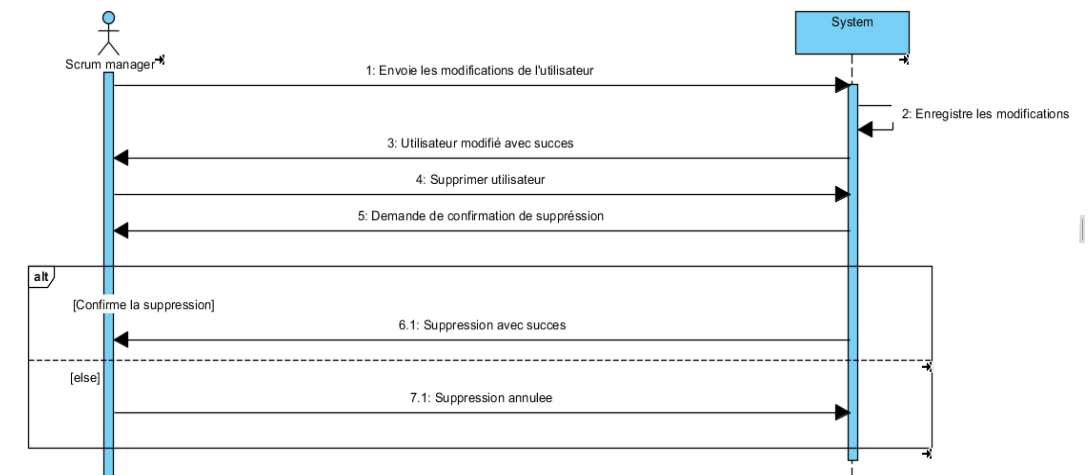 System
Scrum manager
1: Envoie les modifications de l'utilisateur
2: Enregistre les modifications
3: Utilisateur modifié avec succes
4: Supprimer utilisateur
5: Demande de confirmation de suppréssion
alt
[Confirme la suppression]
6.1: Suppression avec succes
[else]
7.1: Suppression annulee